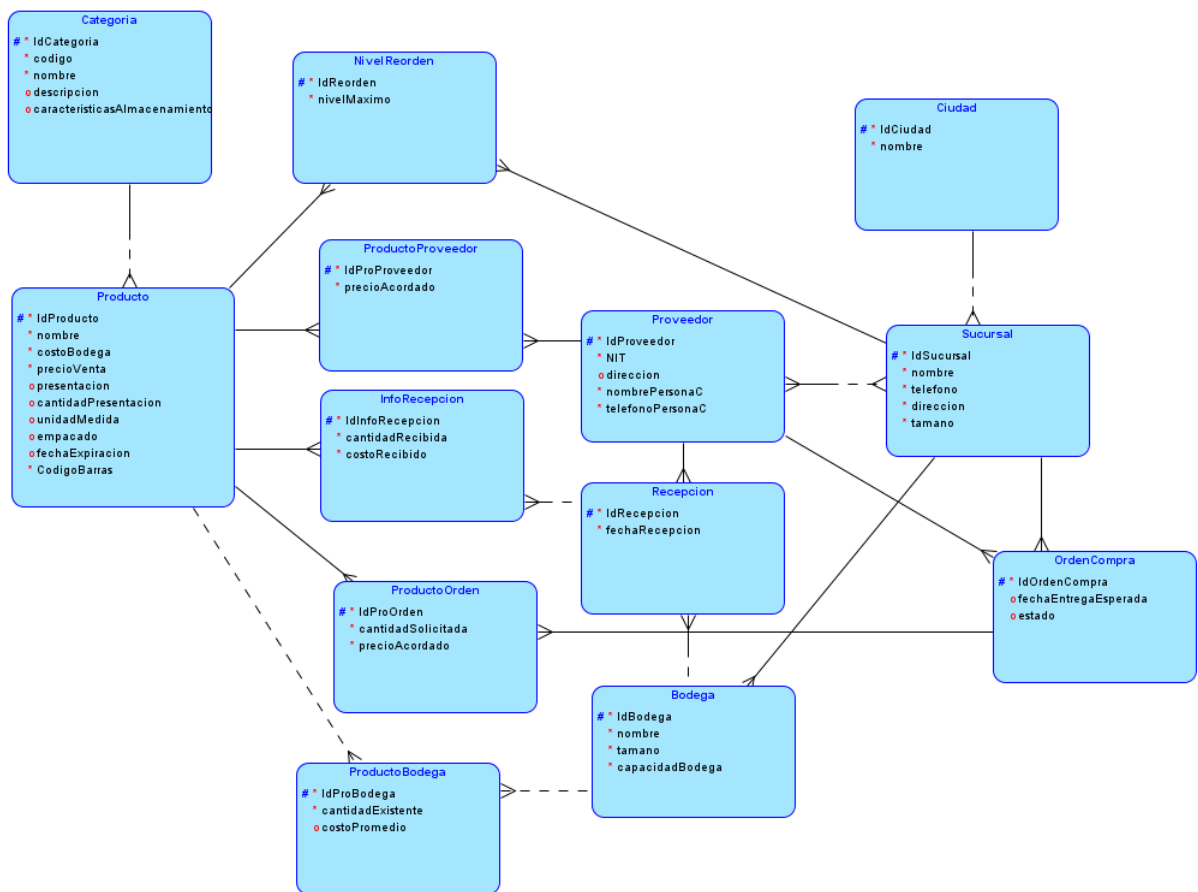 Categoria
# * IdCategoria
* codigo
* nombre
o descripcion
o caracteristicasAlmacenamiento
NivelReorden
# * IdReorden
* nivelMaximo
Ciudad
# * IdCiudad
* nombre
ProductoProveedor
# * IdProProveedor
* precioAcordado
Producto
# * IdProducto
* nombre
* costoBodega
* precioVenta
o presentacion
o cantidadPresentacion
o unidadMedida
o empacado
o fechaExpiracion
* CodigoBarras
Proveedor
# * IdProveedor
* NIT
o direccion
* nombrePersonaC
* telefonoPersonaC
Sucursal
# * IdSucursal
* nombre
* telefono
* direccion
* tamano
InfoRecepcion
# * IdInfoRecepcion
* cantidadRecibida
* costoRecibido
Recepcion
# * IdRecepcion
* fechaRecepcion
OrdenCompra
# * IdOrdenCompra
o fechaEntregaEsperada
o estado
ProductoOrden
# * IdProOrden
* cantidadSolicitada
* precioAcordado
Bodega
# * IdBodega
* nombre
* tamano
* capacidadBodega
ProductoBodega
# * IdProBodega
* cantidadExistente
o costoPromedio